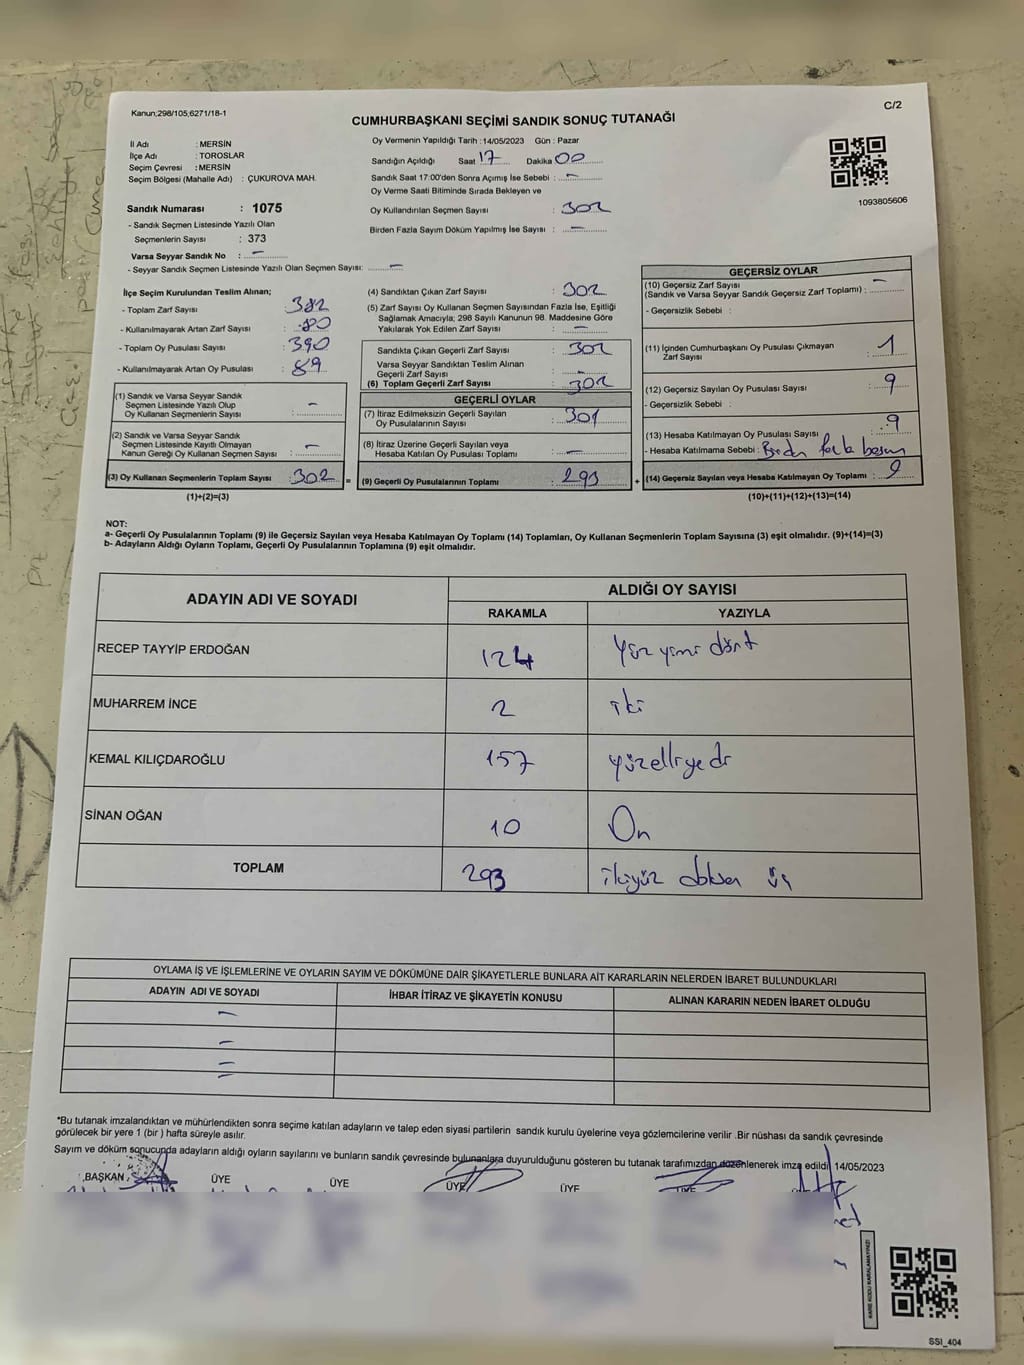 Kanun;298/105,6271/18-1
C/2
CUMHURBAŞKANI SEÇİMİ SANDIK SONUÇ TUTANAĞI
İl Adı : MERSİN
İlçe Adı : TOROSLAR
Seçim Çevresi : MERSİN
Seçim Bölgesi (Mahalle Adı) : ÇUKUROVA MAH.
Oy Vermenin Yapıldığı Tarih :14/05/2023 Gün : Pazar
Sandığın Açıldığı Saat 17 Dakika 00
Sandık Saat 17:00'den Sonra Açımış İse Sebebi : -
Oy Verme Saati Bitiminde Sırada Bekleyen ve
Oy Kullandırılan Seçmen Sayısı : 302
Birden Fazla Sayım Döküm Yapılmış İse Sayısı : -
1093805606
Sandık Numarası : 1075
- Sandık Seçmen Listesinde Yazılı Olan
Seçmenlerin Sayısı : 373
Varsa Seyyar Sandık No : -
- Seyyar Sandık Seçmen Listesinde Yazılı Olan Seçmen Sayısı: -
İlçe Seçim Kurulundan Teslim Alınan;
- Toplam Zarf Sayısı : 382
- Kullanılmayarak Artan Zarf Sayısı : 80
- Toplam Oy Pusulası Sayısı : 390
- Kullanılmayarak Artan Oy Pusulası : 89
(1) Sandık ve Varsa Seyyar Sandık
Seçmen Listesinde Yazılı Olup
Oy Kullanan Seçmenlerin Sayısı : -
(2) Sandık ve Varsa Seyyar Sandık
Seçmen Listesinde Kayıtlı Olmayan
Kanun Gereği Oy Kullanan Seçmen Sayısı : -
(3) Oy Kullanan Seçmenlerin Toplam Sayısı : 302 =
(1)+(2)=(3)
(4) Sandıktan Çıkan Zarf Sayısı : 302
(5) Zarf Sayısı Oy Kullanan Seçmen Sayısından Fazla İse, Eşitliği
Sağlamak Amacıyla; 298 Sayılı Kanunun 98. Maddesine Göre
Yakılarak Yok Edilen Zarf Sayısı : -
Sandıkta Çıkan Geçerli Zarf Sayısı : 302
Varsa Seyyar Sandıktan Teslim Alınan
Geçerli Zarf Sayısı : -
(6) Toplam Geçerli Zarf Sayısı : 302
GEÇERLİ OYLAR
(7) İtiraz Edilmeksizin Geçerli Sayılan
Oy Pusulalarının Sayısı : 301
(8) İtiraz Üzerine Geçerli Sayılan veya
Hesaba Katılan Oy Pusulası Toplamı : -
(9) Geçerli Oy Pusulalarının Toplamı : 293 +
GEÇERSİZ OYLAR
(10) Geçersiz Zarf Sayısı
(Sandık ve Varsa Seyyar Sandık Geçersiz Zarf Toplamı) : -
- Geçersizlik Sebebi :
(11) İçinden Cumhurbaşkanı Oy Pusulası Çıkmayan
Zarf Sayısı : 1
(12) Geçersiz Sayılan Oy Pusulası Sayısı : 9
- Geçersizlik Sebebi :
(13) Hesaba Katılmayan Oy Pusulası Sayısı : 9
- Hesaba Katılmama Sebebi : fazla
(14) Geçersiz Sayılan veya Hesaba Katılmayan Oy Toplamı : 9
(10)+(11)+(12)+(13)=(14)
NOT:
a- Geçerli Oy Pusulalarının Toplamı (9) ile Geçersiz Sayılan veya Hesaba Katılmayan Oy Toplamı (14) Toplamları, Oy Kullanan Seçmenlerin Toplam Sayısına (3) eşit olmalıdır. (9)+(14)=(3)
b- Adayların Aldığı Oyların Toplamı, Geçerli Oy Pusulalarının Toplamına (9) eşit olmalıdır.
ADAYIN ADI VE SOYADI
ALDIĞI OY SAYISI
RAKAMLA YAZIYLA
RECEP TAYYİP ERDOĞAN 124 Yüz yirmi dört
MUHARREM İNCE 2 iki
KEMAL KILIÇDAROĞLU 157 yüzelliyedi
SİNAN OĞAN 10 On
TOPLAM 293 ikiyüz doksan üç
OYLAMA İŞ VE İŞLEMLERİNE VE OYLARIN SAYIM VE DÖKÜMÜNE DAİR ŞİKAYETLERLE BUNLARA AİT KARARLARIN NELERDEN İBARET BULUNDUKLARI
ADAYIN ADI VE SOYADI İHBAR İTİRAZ VE ŞİKAYETİN KONUSU ALINAN KARARIN NEDEN İBARET OLDUĞU
-
-
-
-
*Bu tutanak imzalandıktan ve mühürlendikten sonra seçime katılan adayların ve talep eden siyasi partilerin sandık kurulu üyelerine veya gözlemcilerine verilir .Bir nüshası da sandık çevresinde
görülecek bir yere 1 (bir ) hafta süreyle asılır.
Sayım ve döküm sonucunda adayların aldığı oyların sayılarını ve bunların sandık çevresinde bulunanlara duyurulduğunu gösteren bu tutanak tarafımızdan düzenlenerek imza edildi. 14/05/2023
BAŞKAN ÜYE ÜYE ÜYE ÜYE ÜYE
KARE KODU KARALAMAYINIZ!
SSI_404